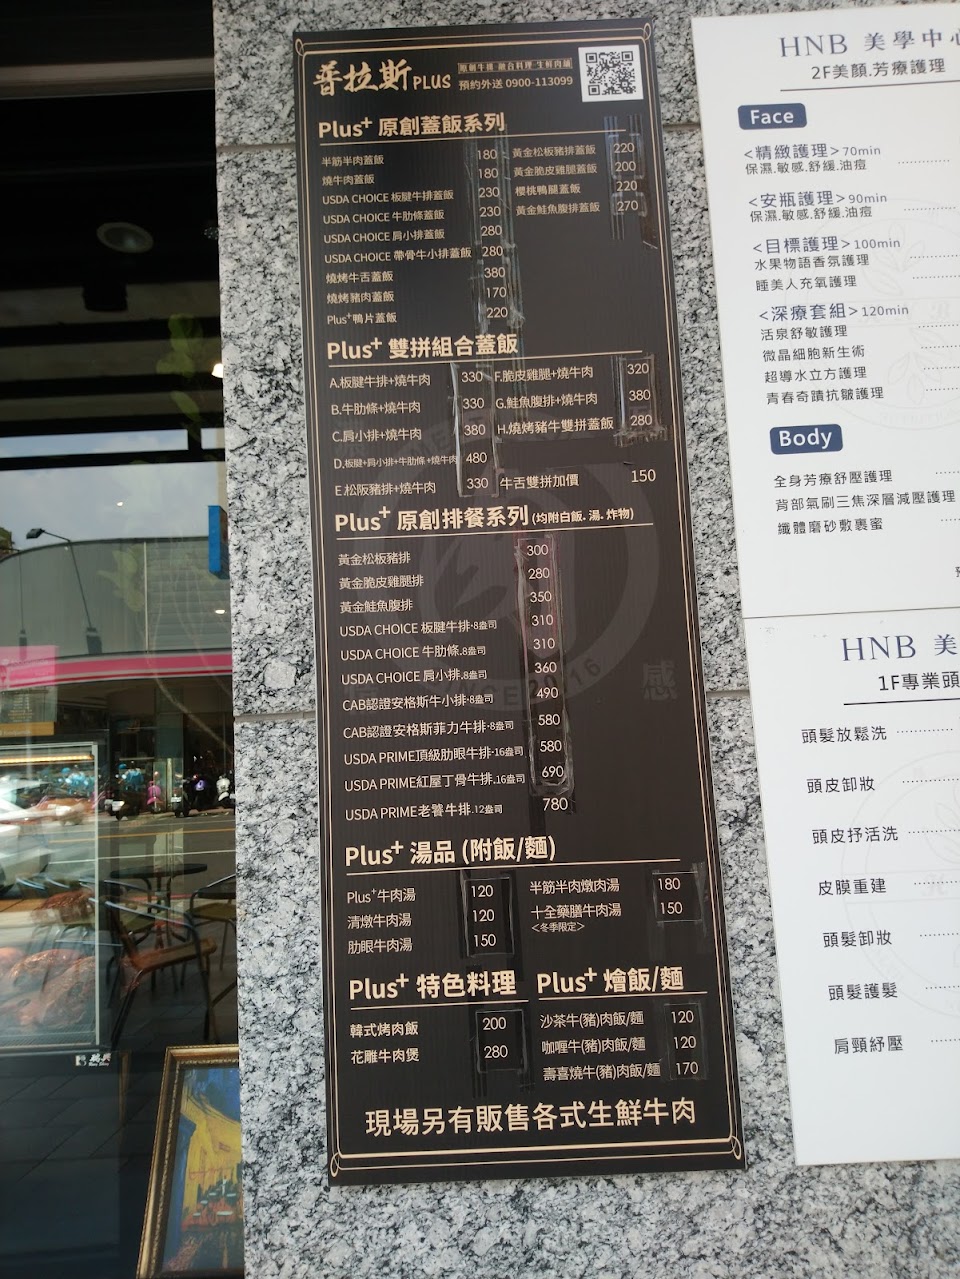 普拉斯PLUS
原創牛排 融合料理 生鮮肉舖
預約外送 0900-113099
Plus+ 原創蓋飯系列
半筋半肉蓋飯 180
燒牛肉蓋飯 180
USDA CHOICE 板腱牛排蓋飯 230
USDA CHOICE 牛肋條蓋飯 230
USDA CHOICE 肩小排蓋飯 280
USDA CHOICE 帶骨牛小排蓋飯 280
燒烤牛舌蓋飯 380
燒烤豬肉蓋飯 170
Plus+鴨片蓋飯 220
黃金松板豬排蓋飯 220
黃金脆皮雞腿蓋飯 200
櫻桃鴨腿蓋飯 220
黃金鮭魚腹排蓋飯 270
Plus+ 雙拼組合蓋飯
A.板腱牛排+燒牛肉 330
B.牛肋條+燒牛肉 330
C.肩小排+燒牛肉 380
D.板腱+肩小排+牛肋條+燒牛肉 480
E.松阪豬排+燒牛肉 330
F.脆皮雞腿+燒牛肉 320
G.鮭魚腹排+燒牛肉 380
H.燒烤豬牛雙拼蓋飯 280
牛舌雙拼加價 150
Plus+ 原創排餐系列(均附白飯.湯.炸物)
黃金松板豬排 300
黃金脆皮雞腿排 280
黃金鮭魚腹排 350
USDA CHOICE 板腱牛排·8盎司 310
USDA CHOICE 牛肋條.8盎司 310
USDA CHOICE 肩小排.8盎司 360
CAB認證安格斯牛小排·8盎司 490
CAB認證安格斯菲力牛排·8盎司 580
USDA PRIME頂級肋眼牛排·16盎司 580
USDA PRIME紅屋丁骨牛排.16盎司 690
USDA PRIME老饕牛排.12盎司 780
Plus+ 湯品 (附飯/麵)
Plus+牛肉湯 120
清燉牛肉湯 120
肋眼牛肉湯 150
半筋半肉燉肉湯 180
十全藥膳牛肉湯 150
<冬季限定>
Plus+ 特色料理
韓式烤肉飯 200
花雕牛肉煲 280
Plus+ 燴飯/麵
沙茶牛(豬)肉飯/麵 120
咖喱牛(豬)肉飯/麵 120
壽喜燒牛(豬)肉飯/麵 170
現場另有販售各式生鮮牛肉
HNB 美學中心
2F美顏.芳療護理
Face
<精緻護理>70min
保濕.敏感.舒緩.油痘
<安瓶護理>90min
保濕.敏感.舒緩.油痘
<目標護理>100min
水果物語香氛護理
睡美人充氧護理
<深療套組>120min
活泉舒敏護理
微晶細胞新生術
超導水立方護理
青春奇蹟抗皺護理
Body
全身芳療舒壓護理
背部氣刷三焦深層減壓護理
纖體磨砂敷裹蜜
HNB 美
1F專業頭
頭髮放鬆洗
頭皮卸妝
頭皮抒活洗
皮膜重建
頭髮卸妝
頭髮護髮
肩頸紓壓